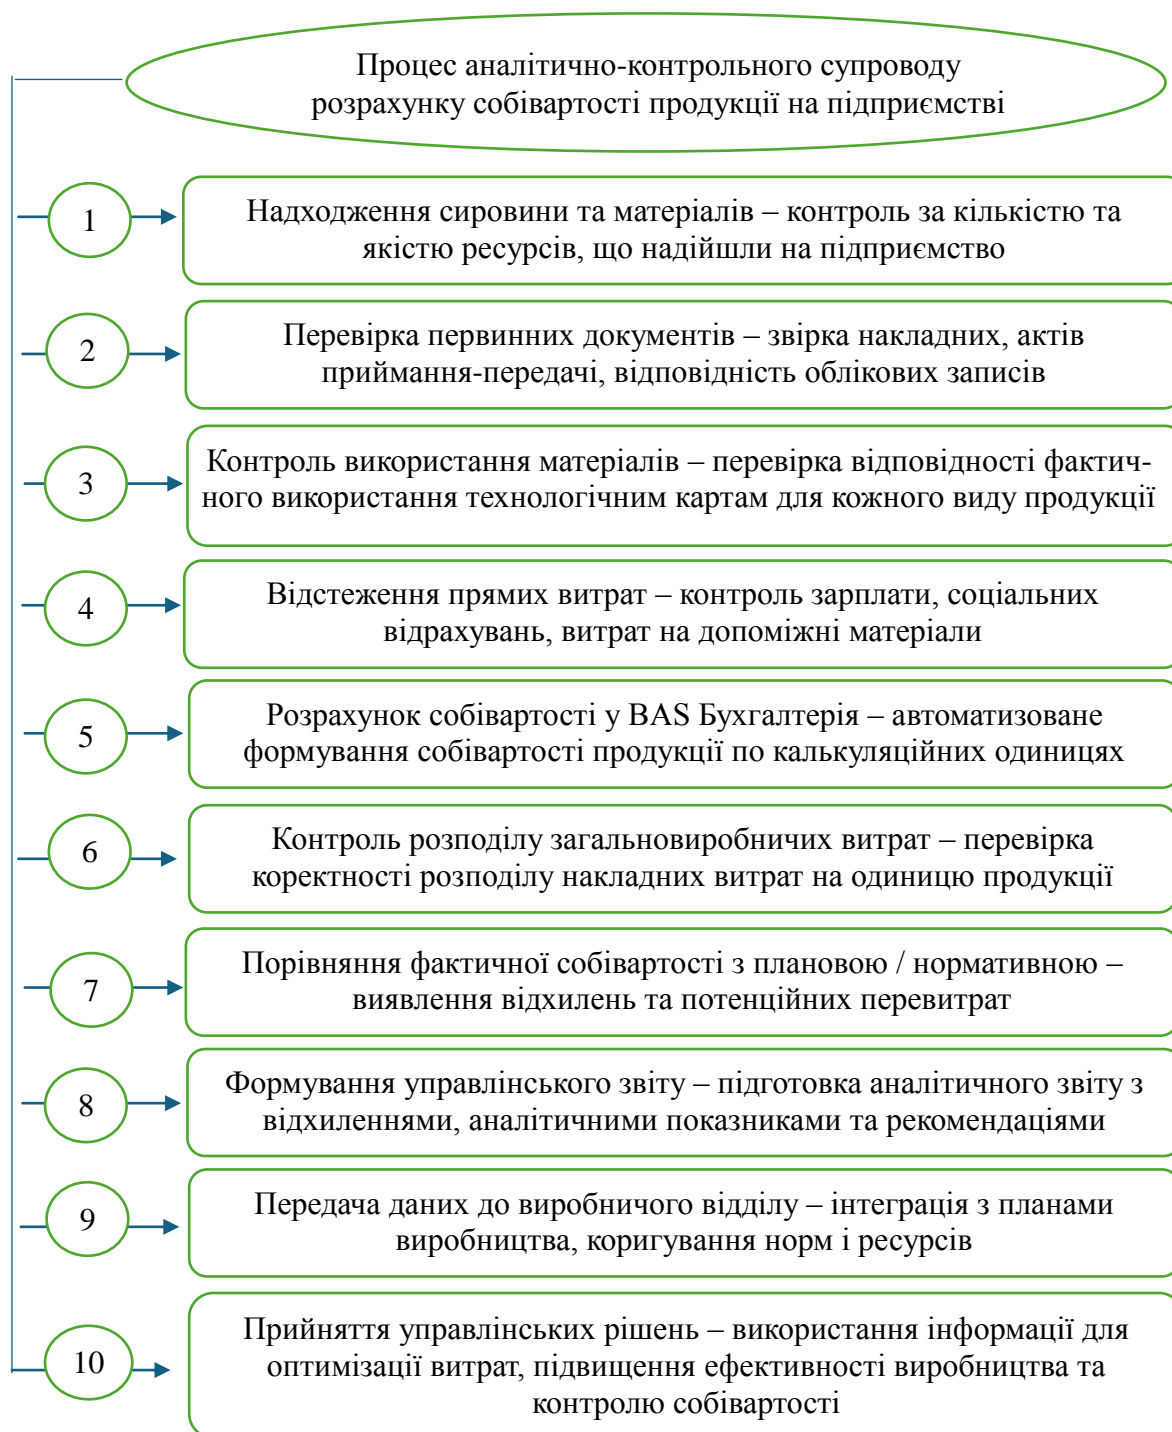 Процес аналітично-контрольного супроводу
розрахунку собівартості продукції на підприємстві
1
Надходження сировини та матеріалів – контроль за кількістю та
якістю ресурсів, що надійшли на підприємство
2
Перевірка первинних документів – звірка накладних, актів
приймання-передачі, відповідність облікових записів
3
Контроль використання матеріалів – перевірка відповідності фактич-
ного використання технологічним картам для кожного виду продукції
4
Відстеження прямих витрат – контроль зарплати, соціальних
відрахувань, витрат на допоміжні матеріали
5
Розрахунок собівартості у BAS Бухгалтерія – автоматизоване
формування собівартості продукції по калькуляційних одиницях
6
Контроль розподілу загальновиробничих витрат – перевірка
коректності розподілу накладних витрат на одиницю продукції
7
Порівняння фактичної собівартості з плановою / нормативною –
виявлення відхилень та потенційних перевитрат
8
Формування управлінського звіту – підготовка аналітичного звіту з
відхиленнями, аналітичними показниками та рекомендаціями
9
Передача даних до виробничого відділу – інтеграція з планами
виробництва, коригування норм і ресурсів
10
Прийняття управлінських рішень – використання інформації для
оптимізації витрат, підвищення ефективності виробництва та
контролю собівартості